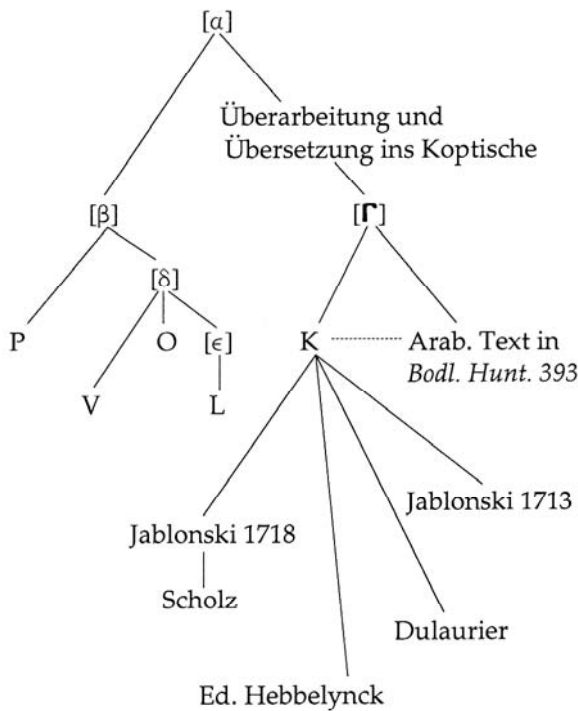 [α]
Überarbeitung und
Übersetzung ins Koptische
[β]
[Γ]
[δ]
P
O
[ϵ]
K
Arab. Text in
Bodl. Hunt. 393
V
L
Jablonski 1713
Jablonski 1718
Scholz
Dulaurier
Ed. Hebbelynck